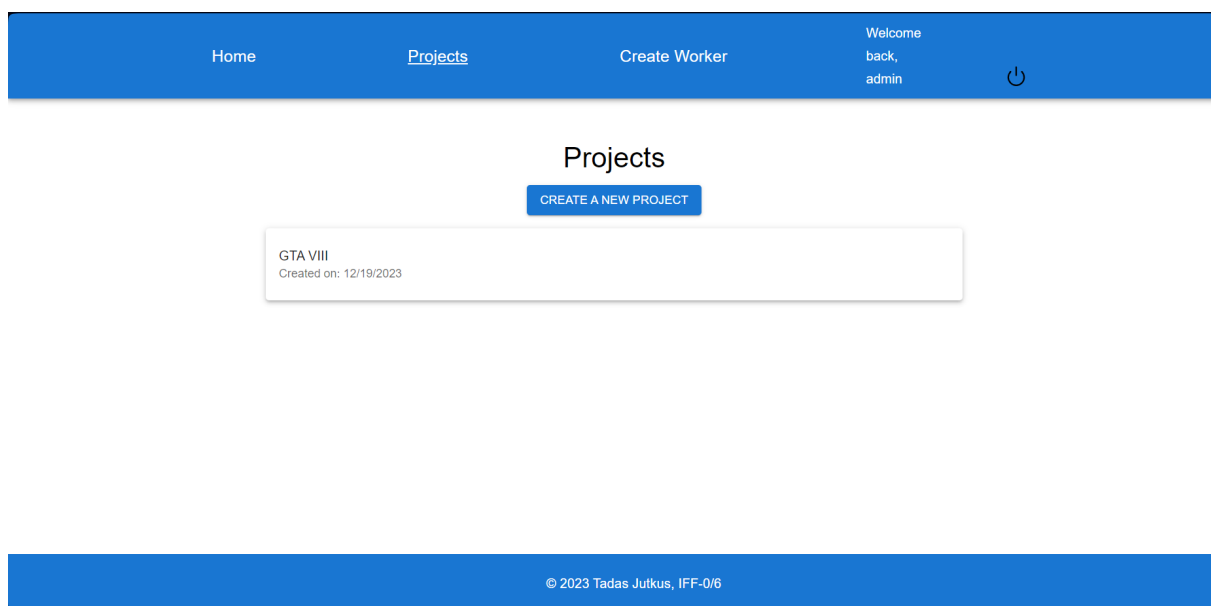 Home
Projects
Create Worker
Welcome
back,
admin
Projects
CREATE A NEW PROJECT
GTA VIII
Created on: 12/19/2023
© 2023 Tadas Jutkus, IFF-0/6